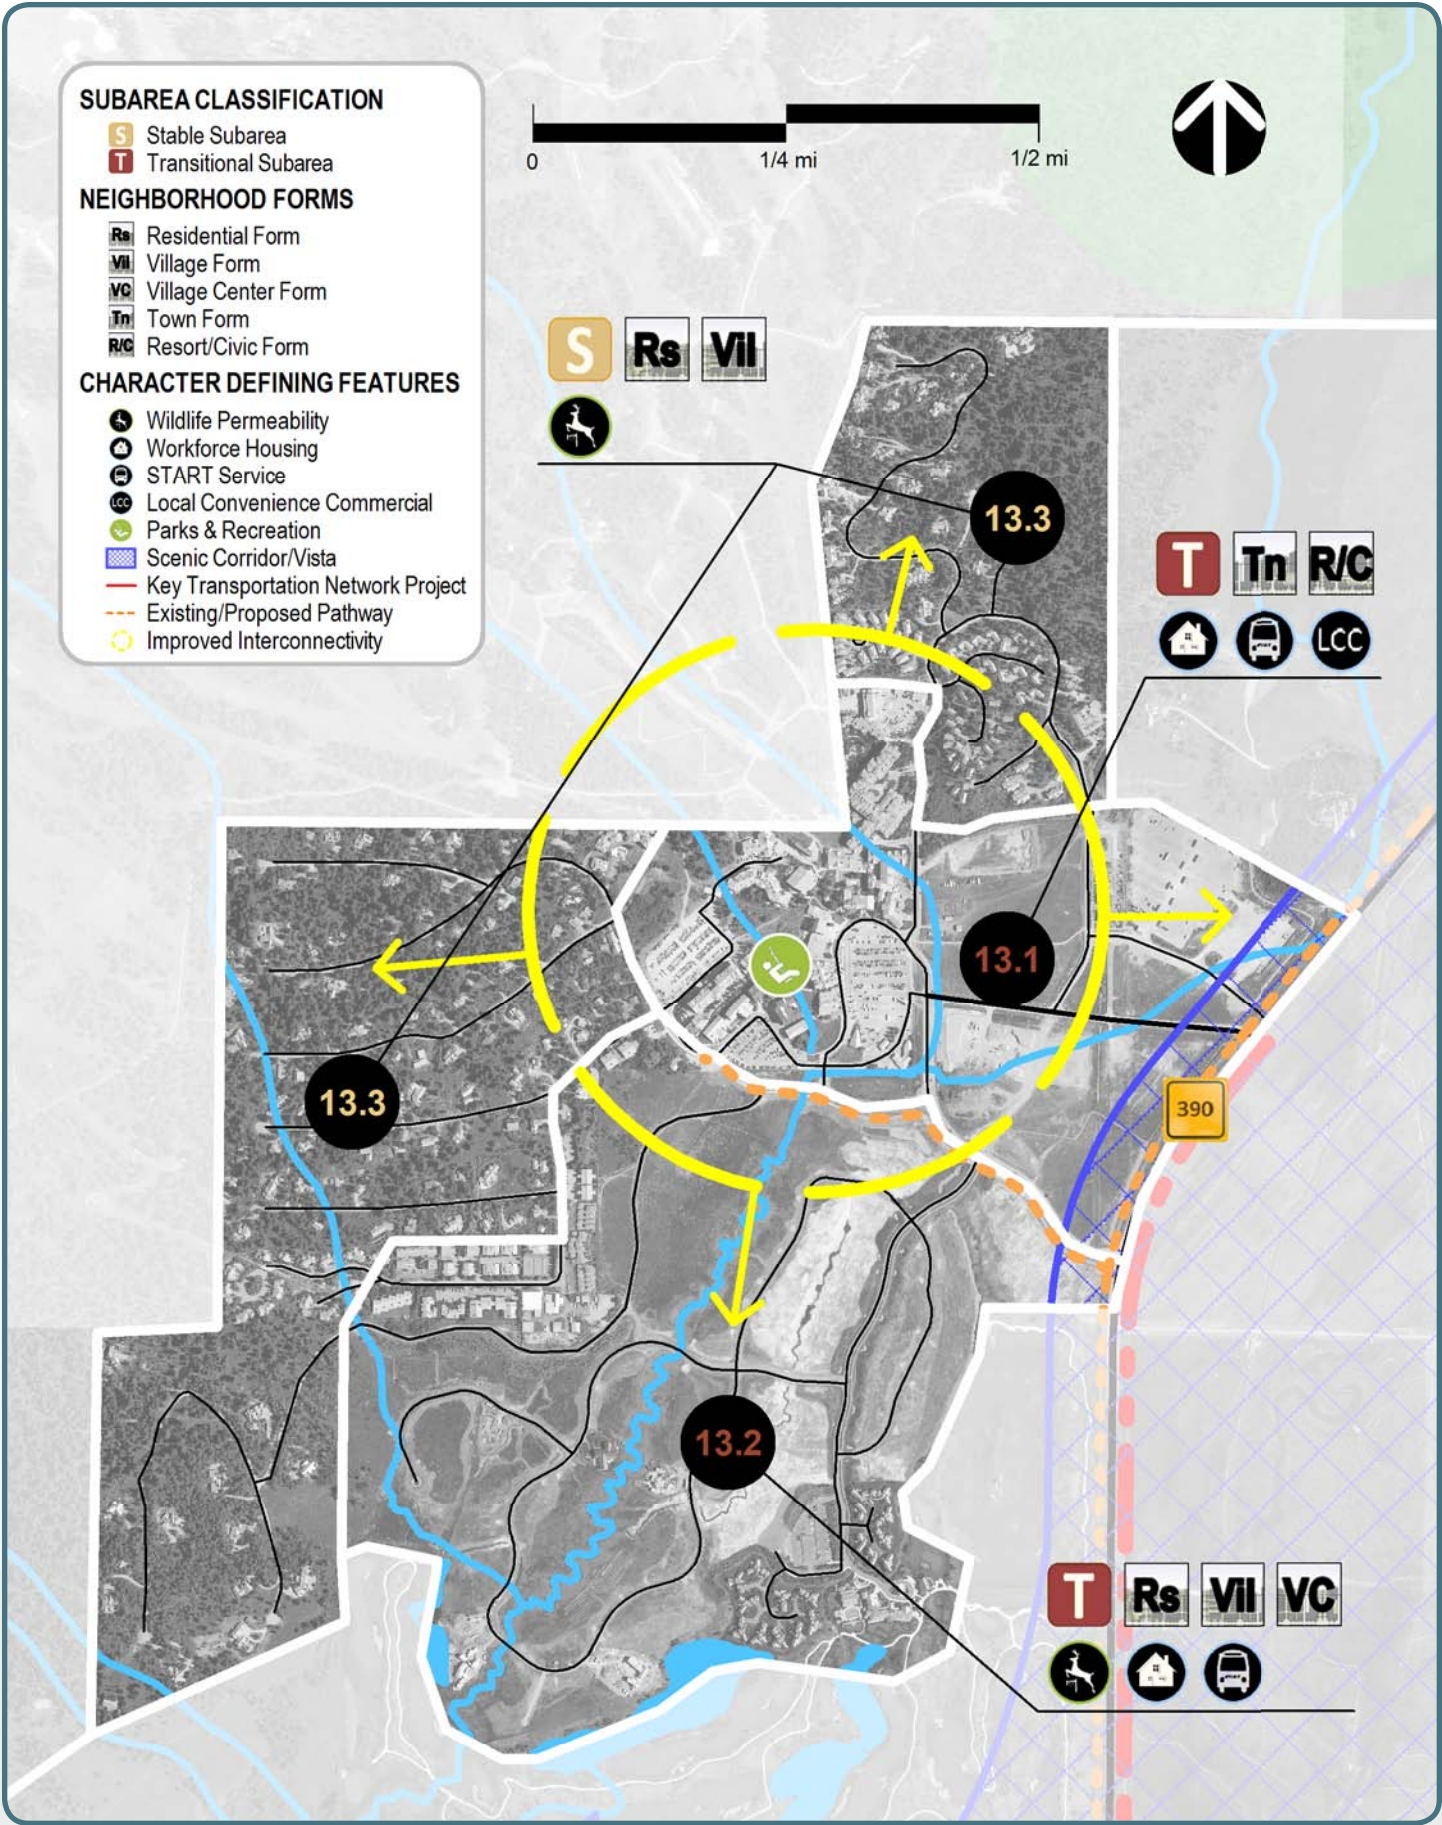 SUBAREA CLASSIFICATION
S Stable Subarea
T Transitional Subarea
NEIGHBORHOOD FORMS
Rs Residential Form
Vil Village Form
VC Village Center Form
Tn Town Form
R/C Resort/Civic Form
CHARACTER DEFINING FEATURES
Wildlife Permeability
Workforce Housing
START Service
LCC Local Convenience Commercial
Parks & Recreation
Scenic Corridor/Vista
Key Transportation Network Project
Existing/Proposed Pathway
Improved Interconnectivity
0 1/4 mi 1/2 mi
S Rs Vil
13.3
T Tn R/C
LCC
13.1
13.3
390
13.2
T Rs Vil VC